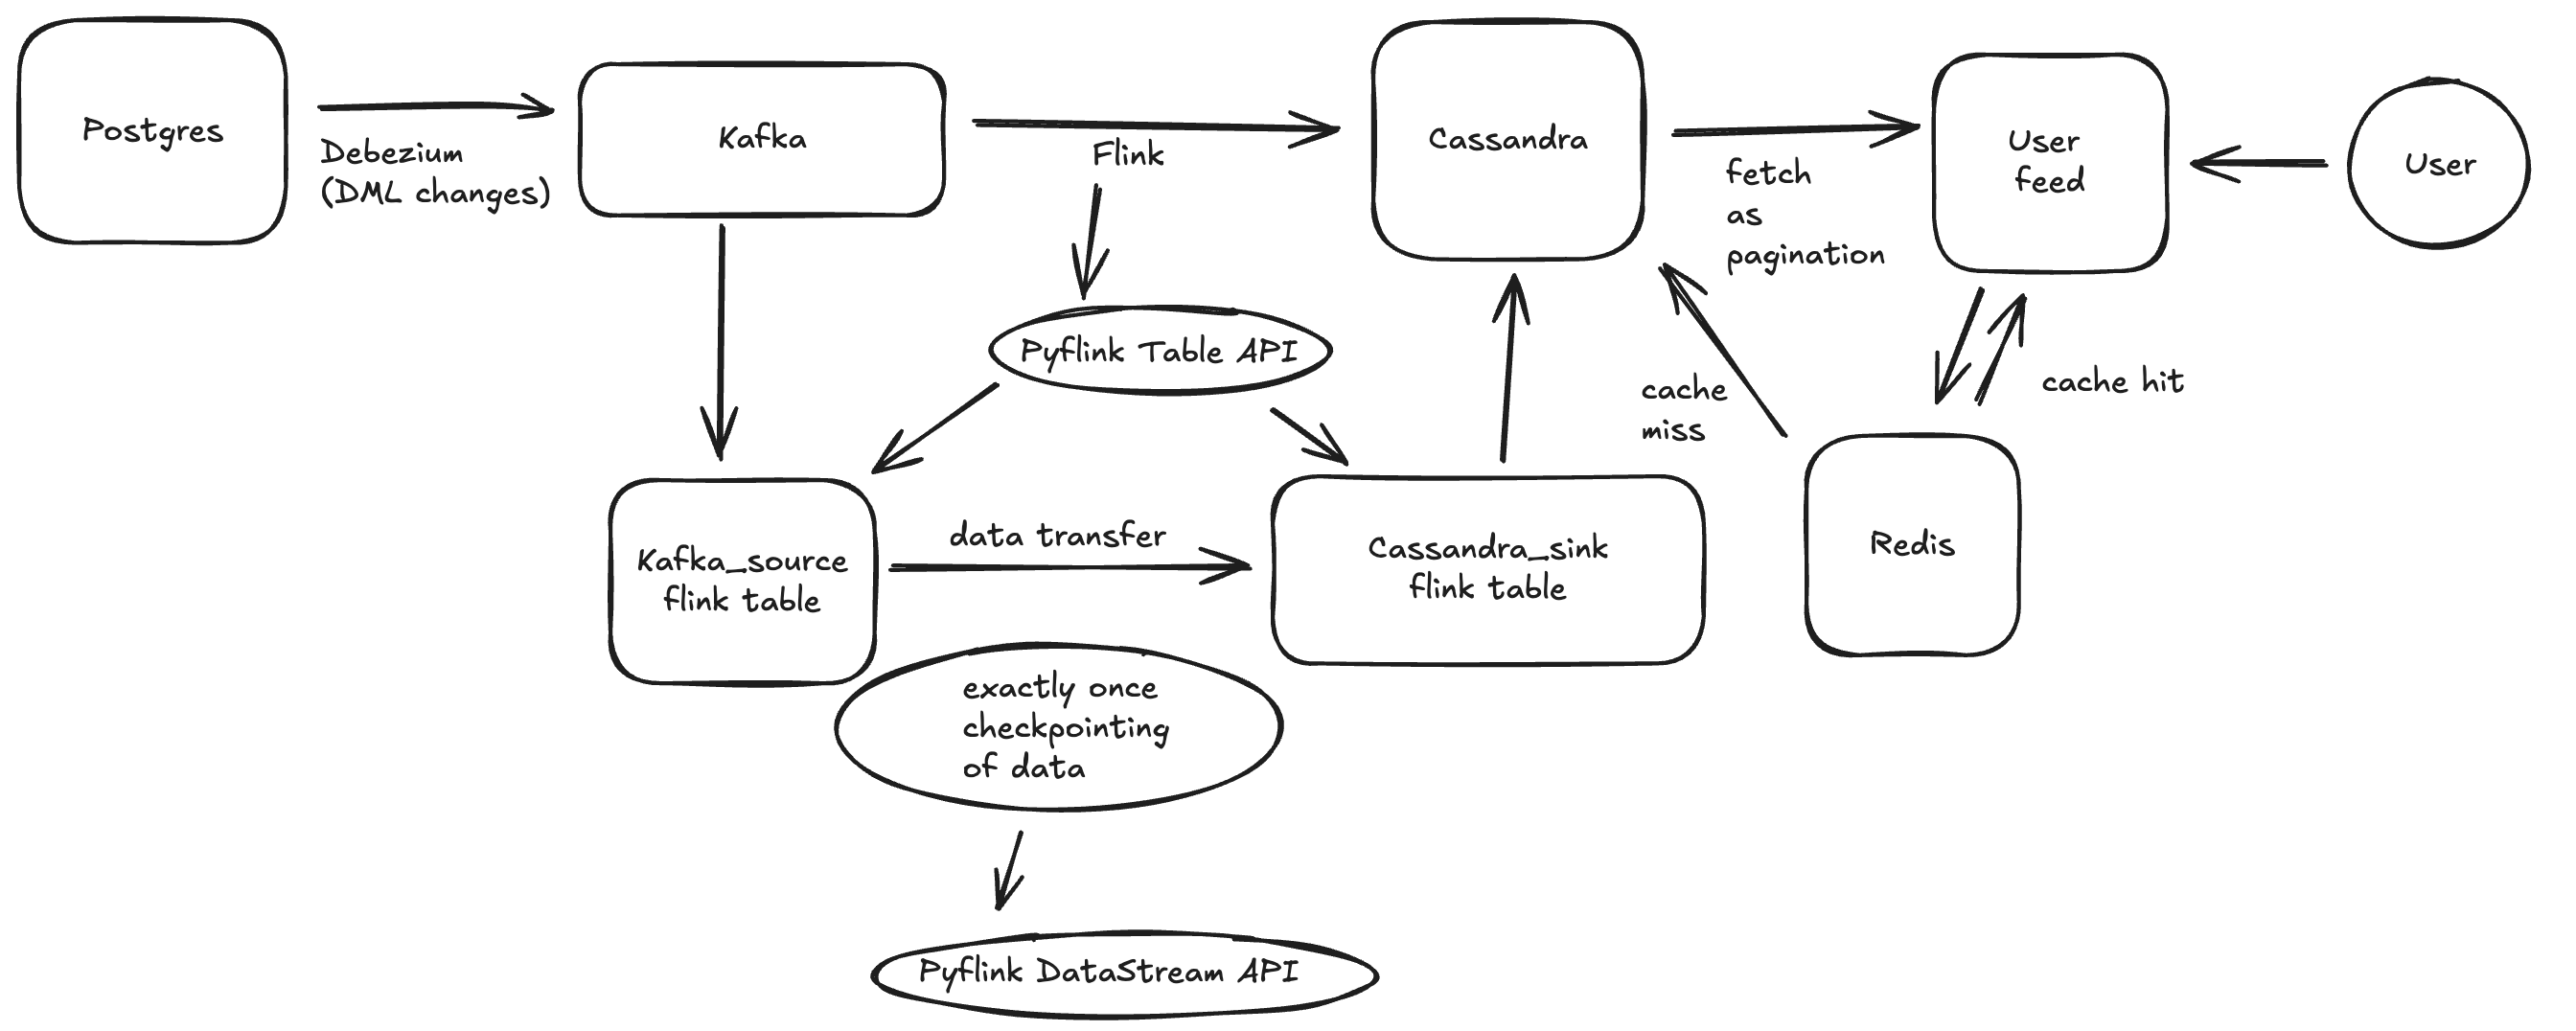 Postgres
Debezium
(DML changes)
Kafka
Flink
Cassandra
fetch
as
pagination
User
feed
User
Pyflink Table API
cache
miss
cache hit
Kafka_source
flink table
data transfer
Cassandra_sink
flink table
Redis
exactly once
checkpointing
of data
Pyflink DataStream API